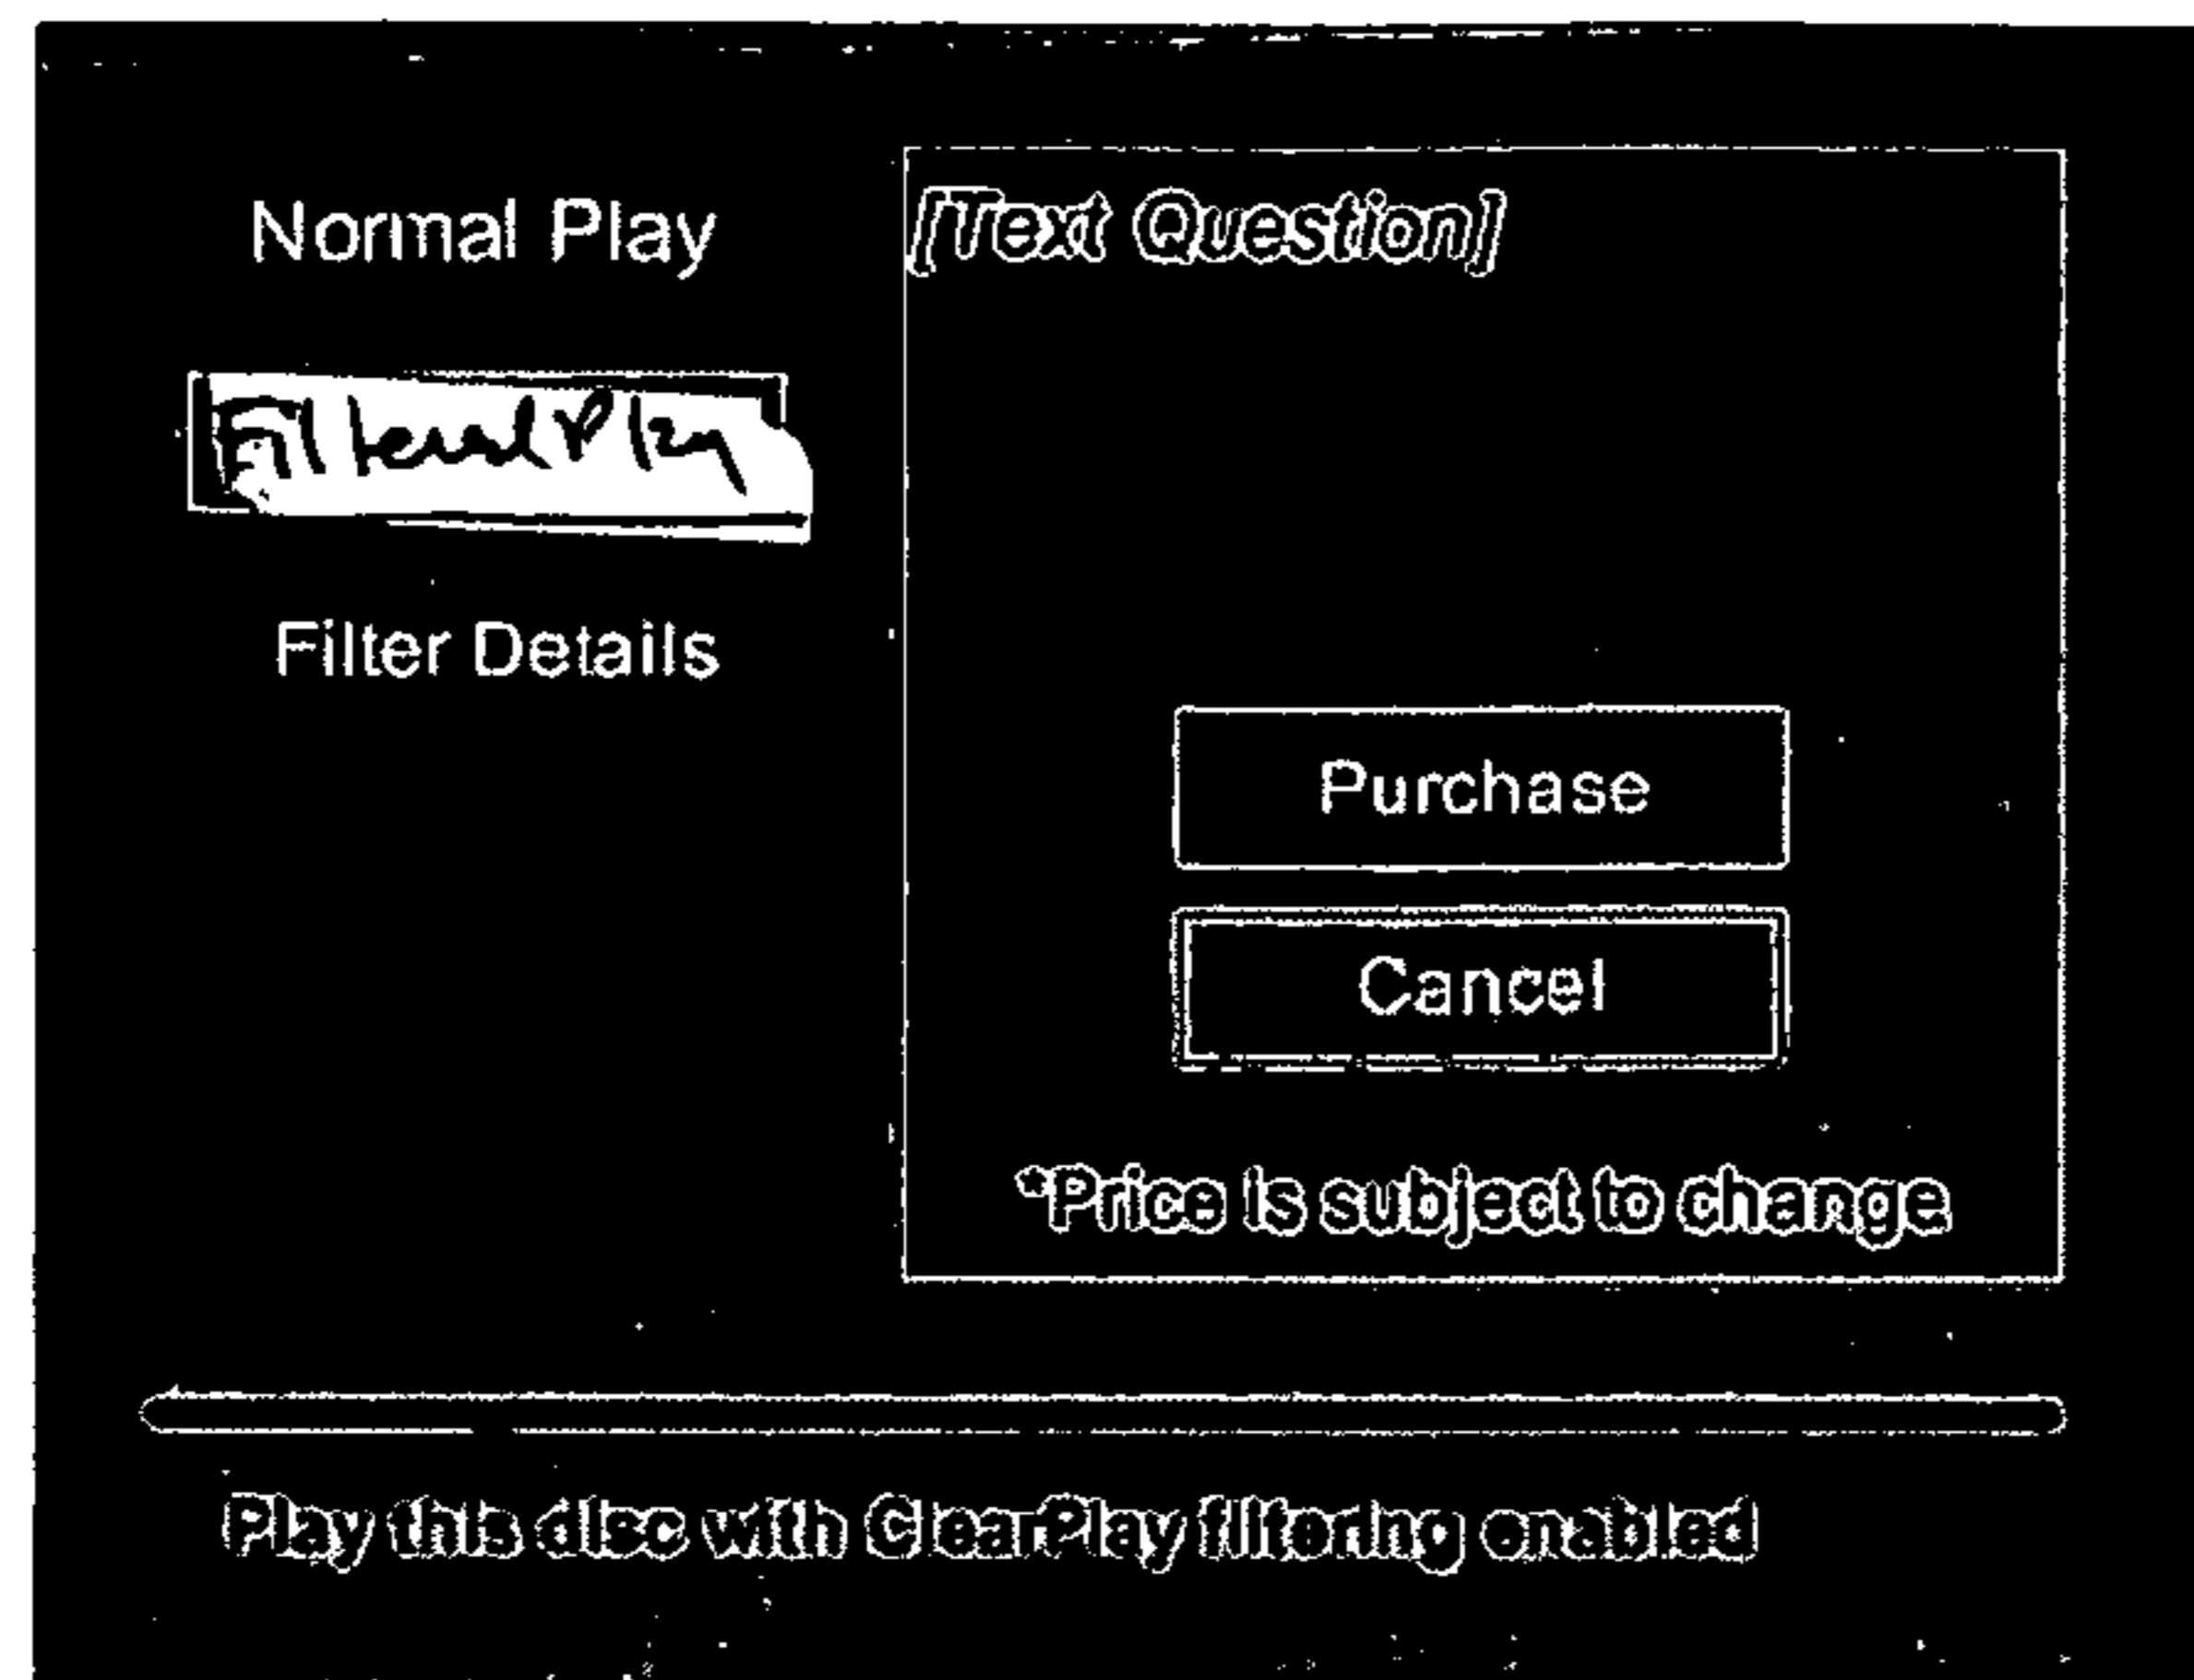 Normal Play
Filtered Play
Filter Details
[Text Question]
Purchase
Cancel
*Price is subject to change
Play this disc with ClearPlay filtering enabled